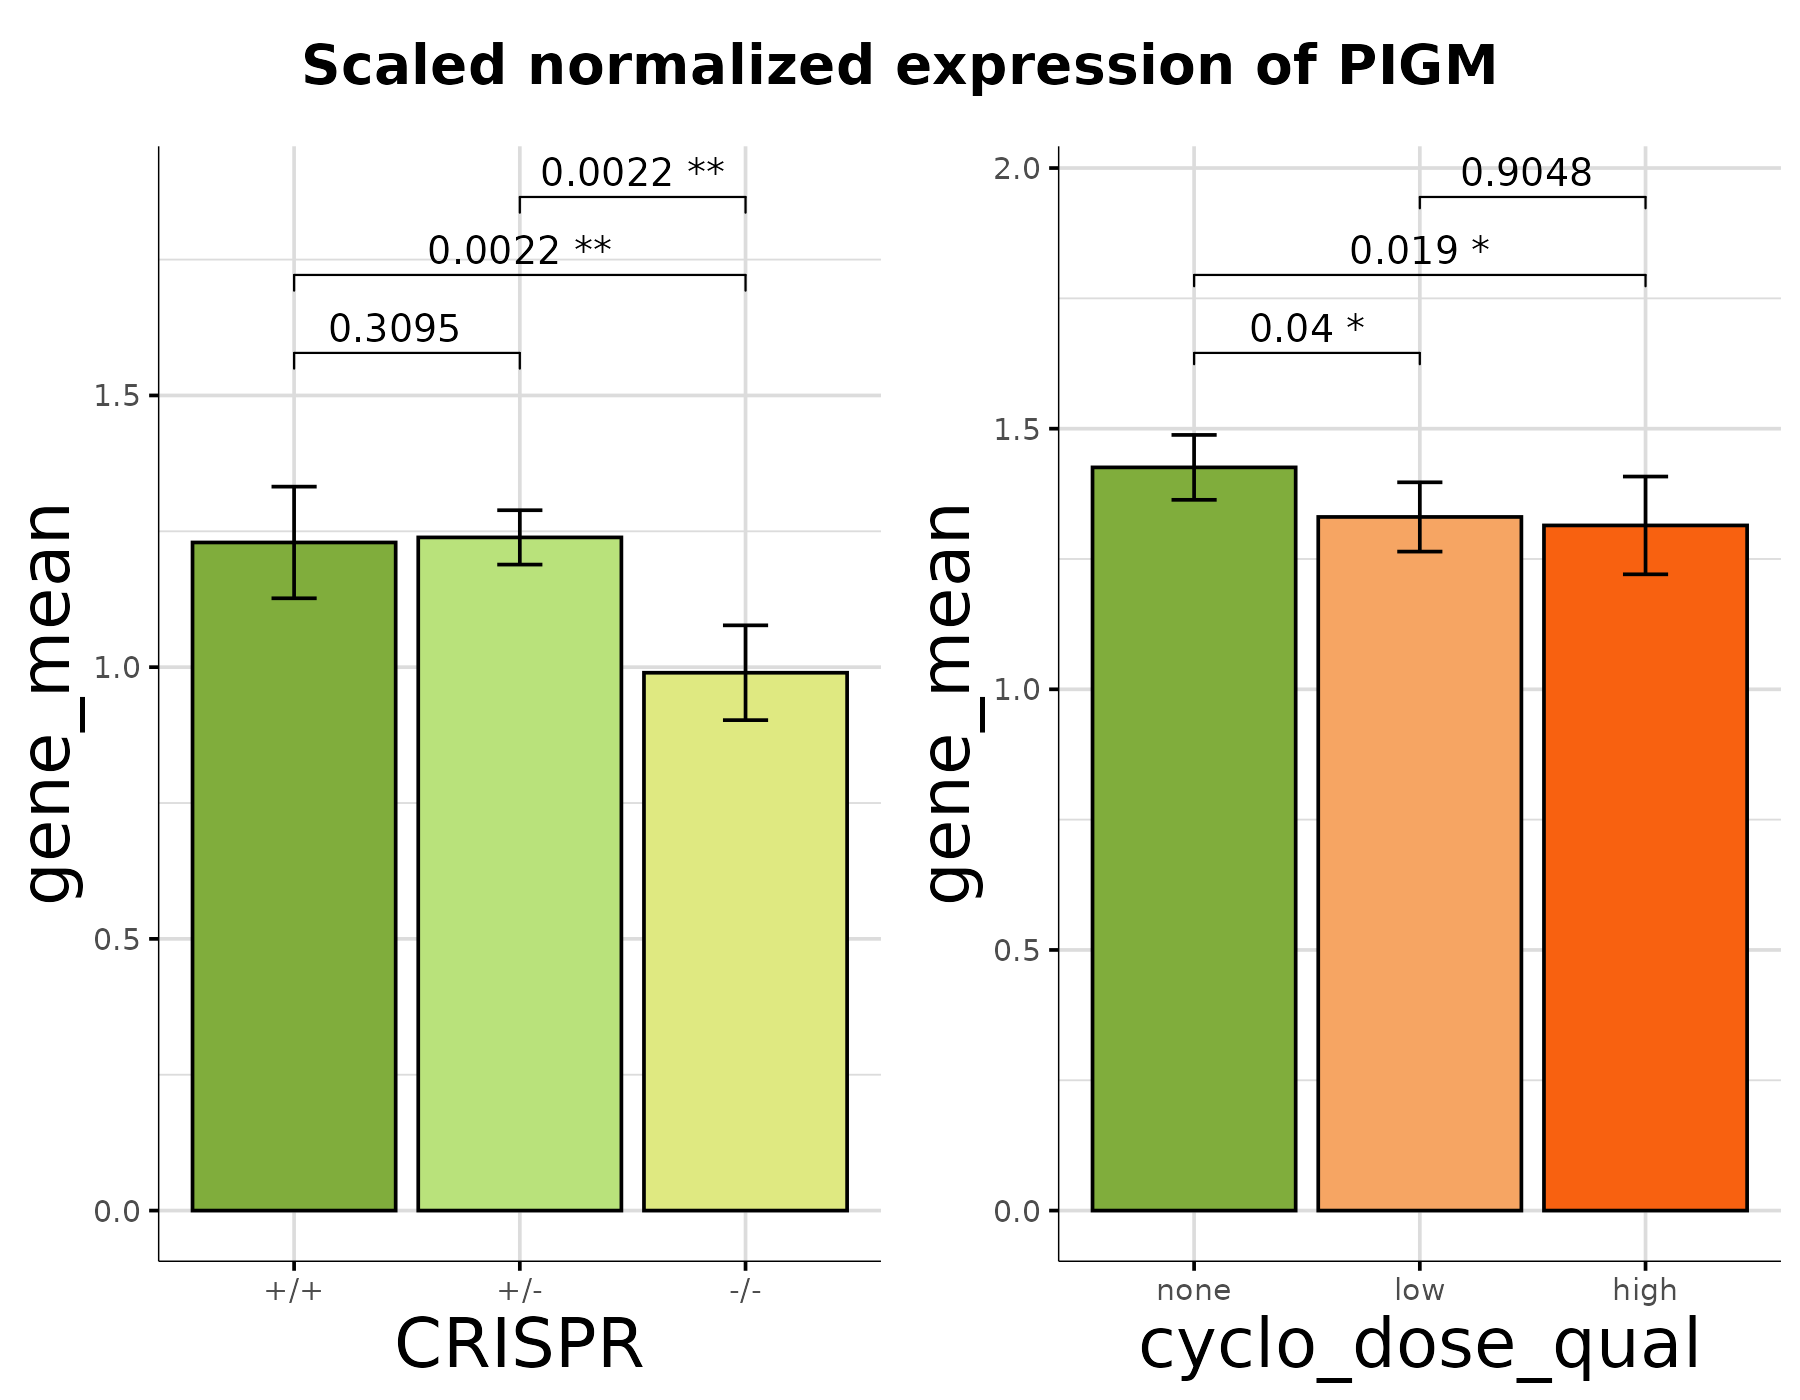 Scaled normalized expression of PIGM
gene_mean
0.0022 **
0.0022 **
0.3095
1.5
1.0
0.5
0.0
+/+ +/- -/-
CRISPR
gene_mean
2.0
0.9048
0.019 *
0.04 *
1.5
1.0
0.5
0.0
none low high
cyclo_dose_qual